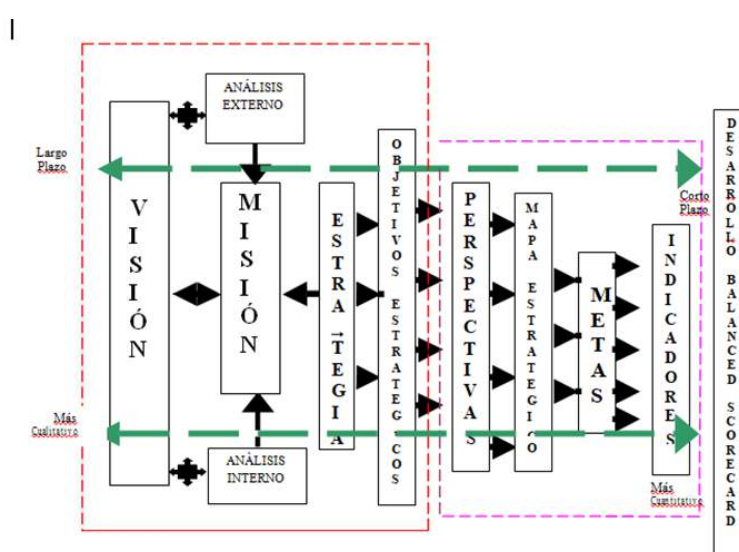 ANÁLISIS
EXTERNO
Largo
Plazo
VISIÓN
MISIÓN
ESTRATEGIA
OBJETIVOS ESTRATEGICOS
PERSPECTIVAS
MAPA ESTRATEGICO
METAS
INDICADORES
Corto
Plazo
DESARROLLO BALANCED SCORECARD
Más
Cualitativo
ANÁLISIS
INTERNO
Más
Cuantitativo